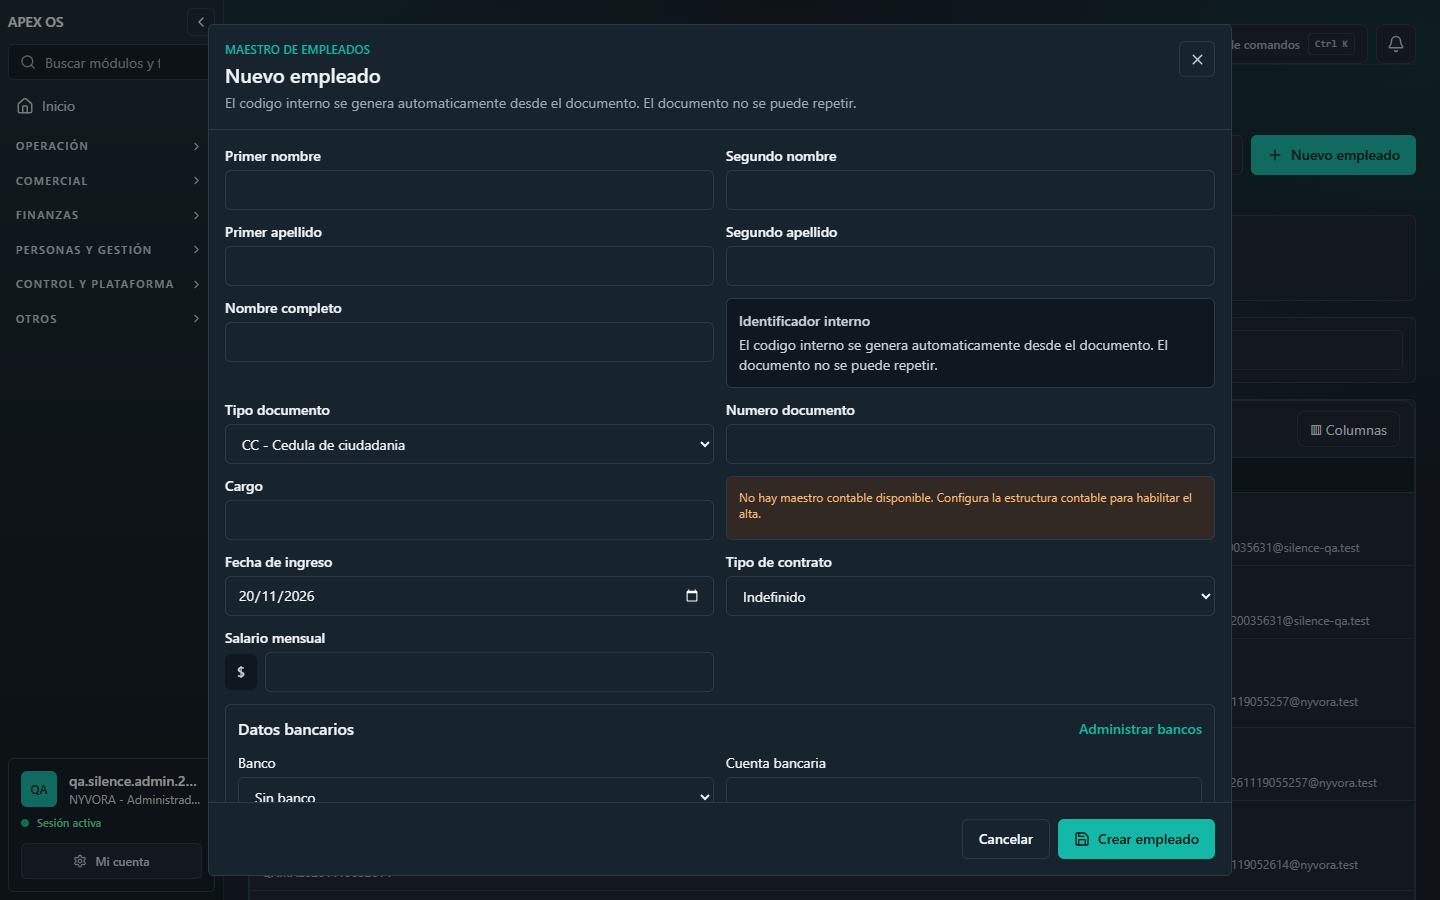 APEX OS
Buscar módulos y f
Inicio
OPERACIÓN
COMERCIAL
FINANZAS
PERSONAS Y GESTIÓN
CONTROL Y PLATAFORMA
OTROS
QA
qa.silence.admin.2...
NYVORA - Administrad...
Sesión activa
Mi cuenta
MAESTRO DE EMPLEADOS
Nuevo empleado
El codigo interno se genera automaticamente desde el documento. El documento no se puede repetir.
Primer nombre
Segundo nombre
Primer apellido
Segundo apellido
Nombre completo
Identificador interno
El codigo interno se genera automaticamente desde el documento. El
documento no se puede repetir.
Tipo documento
CC - Cedula de ciudadania
Numero documento
Cargo
No hay maestro contable disponible. Configura la estructura contable para habilitar el
alta.
Fecha de ingreso
20/11/2026
Tipo de contrato
Indefinido
Salario mensual
$
Datos bancarios
Administrar bancos
Banco
Sin banco
Cuenta bancaria
Cancelar
Crear empleado
de comandos
Ctrl K
Nuevo empleado
Columnas
0035631@silence-qa.test
20035631@silence-qa.test
119055257@nyvora.test
261119055257@nyvora.test
119052614@nyvora.test